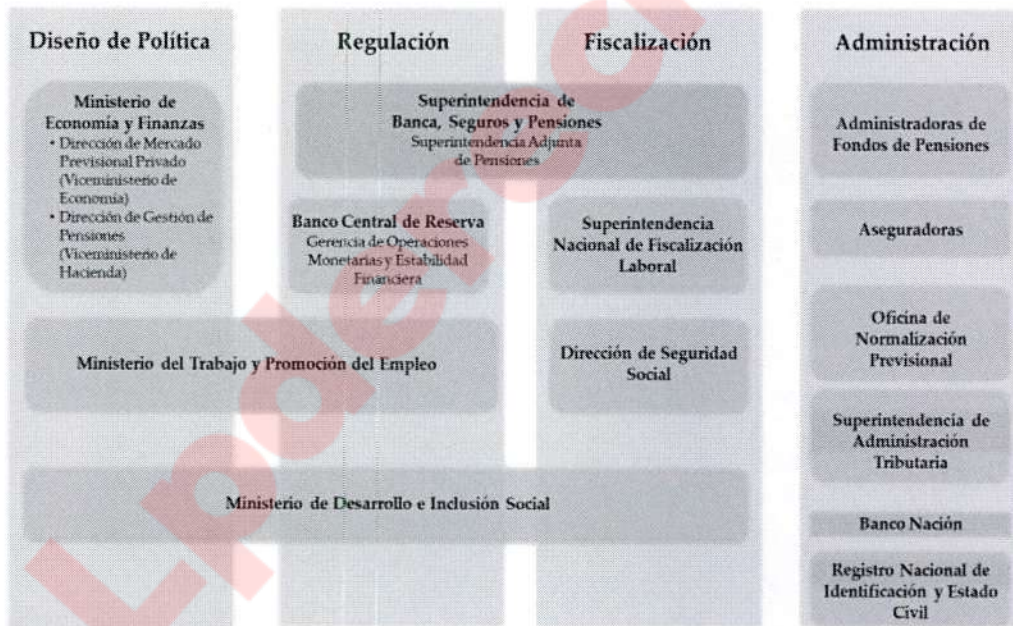 Diseño de Política
Ministerio de
Economía y Finanzas
• Dirección de Mercado
Previsional Privado
(Viceministerio de
Economía)
• Dirección de Gestión de
Pensiones
(Viceministerio de
Hacienda)
Regulación
Fiscalización
Superintendencia de
Banca, Seguros y Pensiones
Superintendencia Adjunta
de Pensiones
Banco Central de Reserva
Gerencia de Operaciones
Monetarias y Estabilidad
Financiera
Superintendencia
Nacional de Fiscalización
Laboral
Ministerio del Trabajo y Promoción del Empleo
Dirección de Seguridad
Social
Ministerio de Desarrollo e Inclusión Social
Administración
Administradoras de
Fondos de Pensiones
Aseguradoras
Oficina de
Normalización
Previsional
Superintendencia de
Administración
Tributaria
Banco Nación
Registro Nacional de
Identificación y Estado
Civil